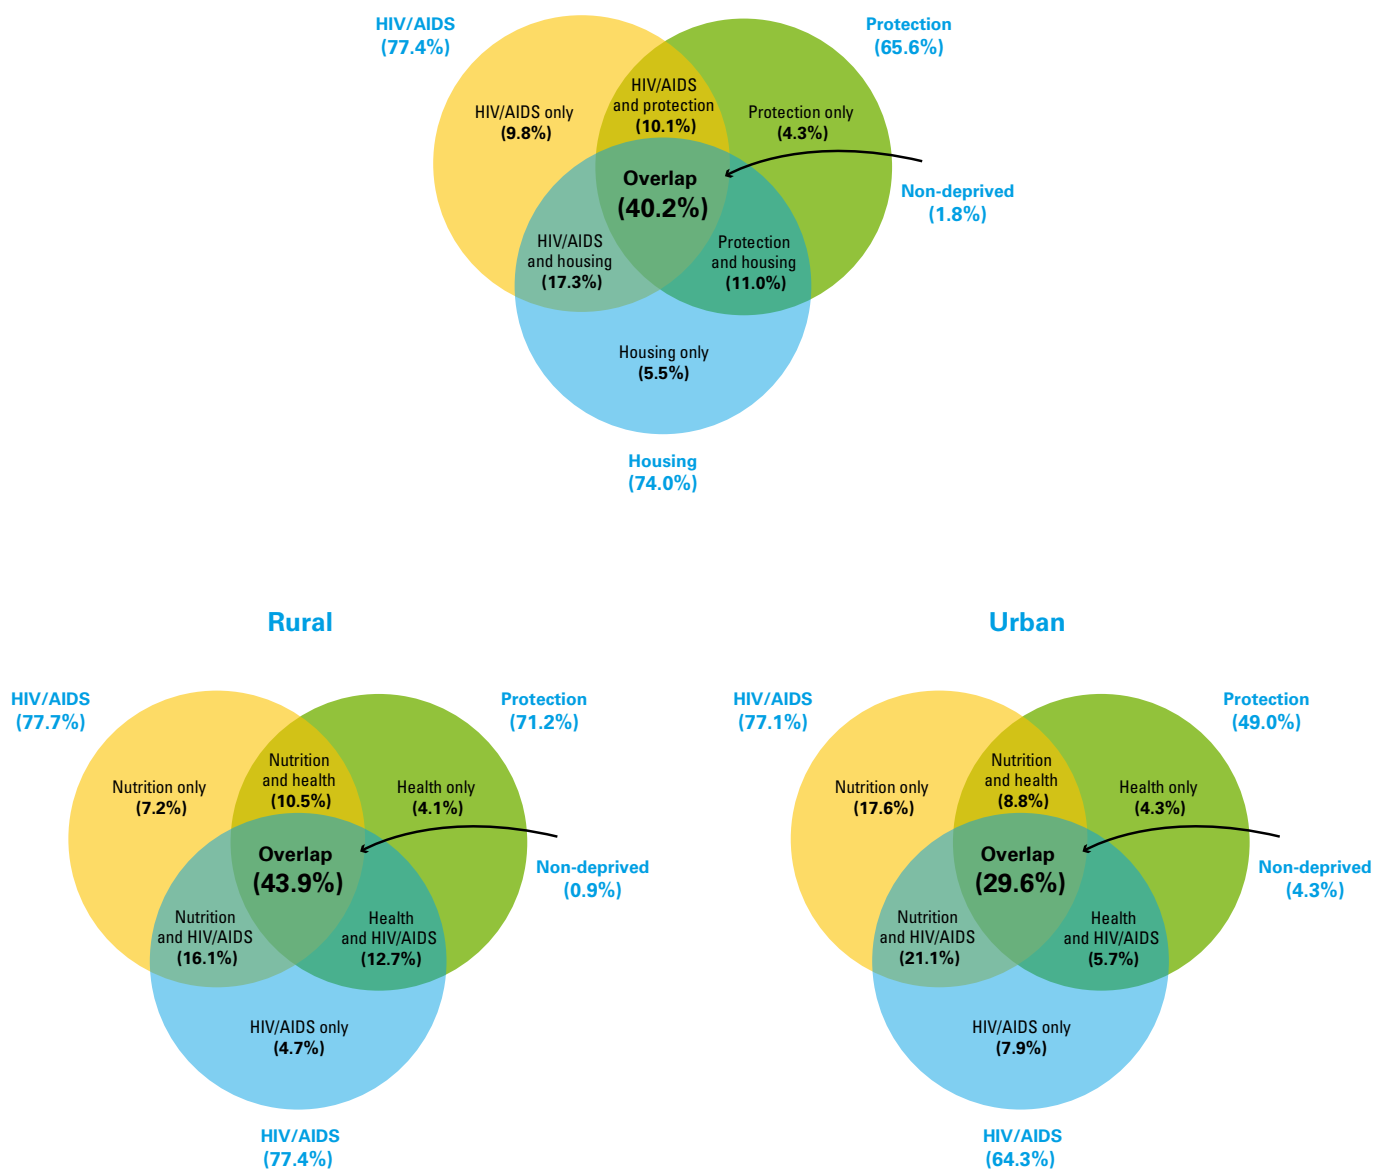 HIV/AIDS
(77.4%)
Protection
(65.6%)
HIV/AIDS only
(9.8%)
HIV/AIDS
and protection
(10.1%)
Protection only
(4.3%)
Overlap
(40.2%)
Non-deprived
(1.8%)
HIV/AIDS
and housing
(17.3%)
Protection
and housing
(11.0%)
Housing only
(5.5%)
Housing
(74.0%)
Rural
HIV/AIDS
(77.7%)
Protection
(71.2%)
Nutrition only
(7.2%)
Nutrition
and health
(10.5%)
Health only
(4.1%)
Overlap
(43.9%)
Non-deprived
(0.9%)
Nutrition
and HIV/AIDS
(16.1%)
Health
and HIV/AIDS
(12.7%)
HIV/AIDS only
(4.7%)
HIV/AIDS
(77.4%)
Urban
HIV/AIDS
(77.1%)
Protection
(49.0%)
Nutrition only
(17.6%)
Nutrition
and health
(8.8%)
Health only
(4.3%)
Overlap
(29.6%)
Non-deprived
(4.3%)
Nutrition
and HIV/AIDS
(21.1%)
Health
and HIV/AIDS
(5.7%)
HIV/AIDS only
(7.9%)
HIV/AIDS
(64.3%)